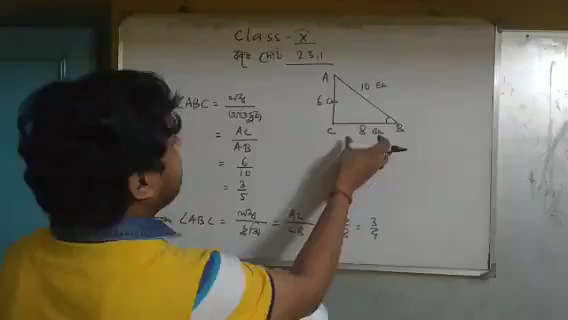 Class - X
কষে দেখি 23.1
A
10 cm
6 cm
C 8 cm B
∠ABC = লম্ব / অতিভুজ
= AC / AB
= 6 / 10
= 3 / 5
∠ABC = লম্ব / ভূমি = AC / CB = 3 / 4